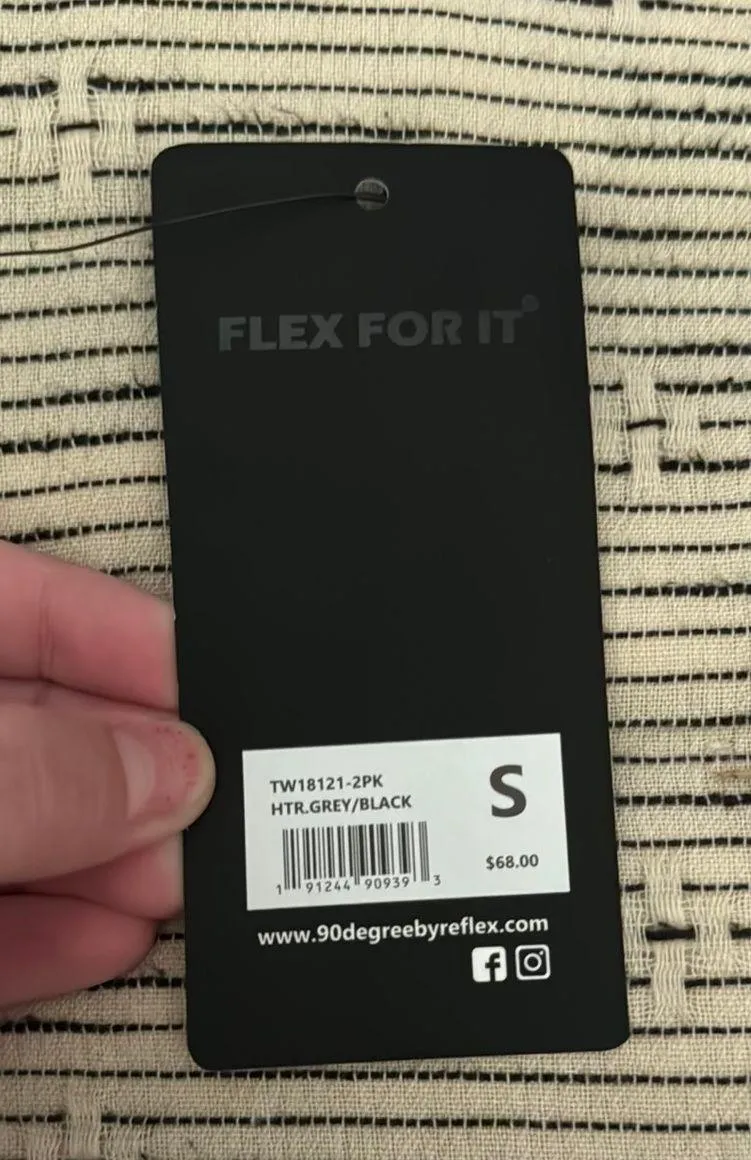 FLEX FOR IT®
TW18121-2PK
HTR.GREY/BLACK
S
1 91244 90939 3
$68.00
www.90degreebyreflex.com